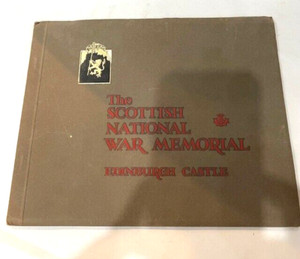 The
SCOTTISH
NATIONAL
WAR MEMORIAL
EDINBURGH CASTLE